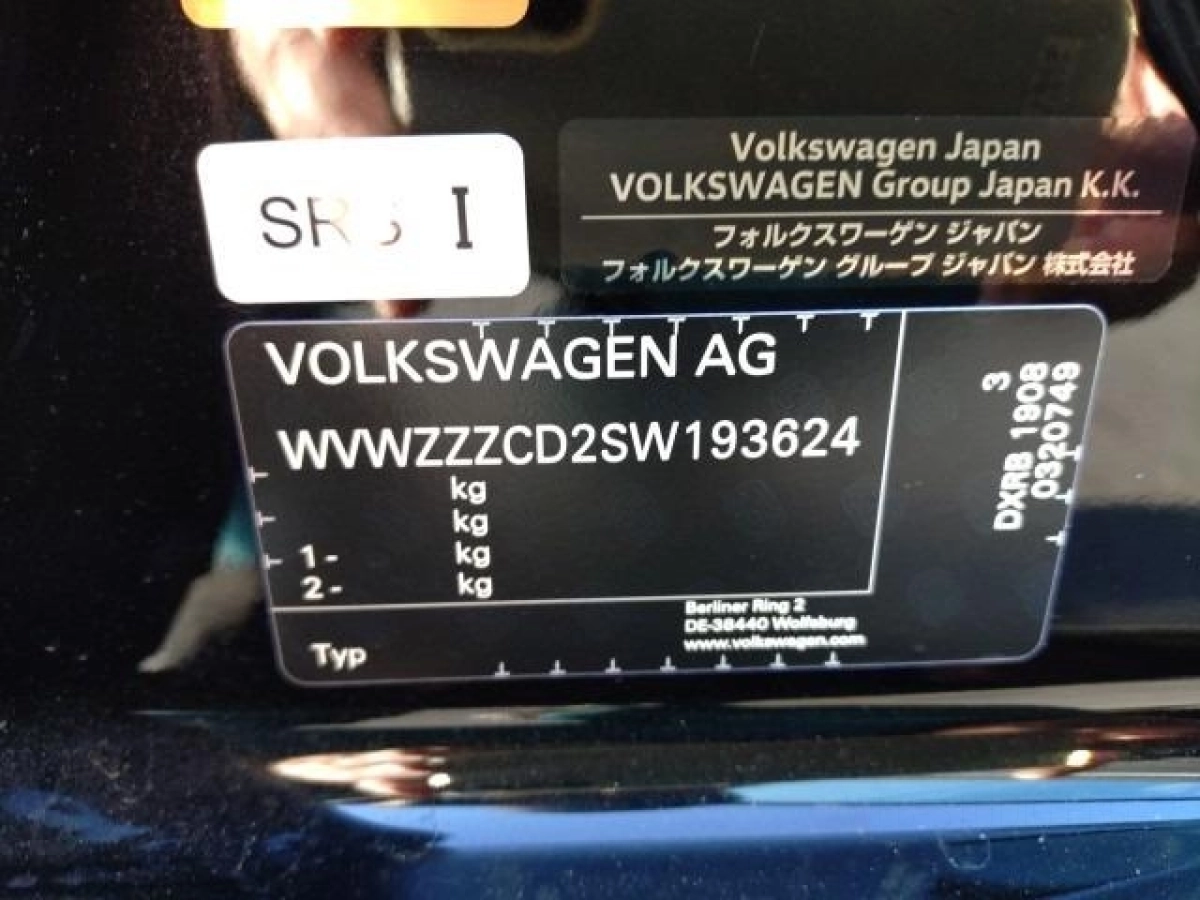 I
Volkswagen Japan
VOLKSWAGEN Group Japan K.K.
フォルクスワーゲン ジャパン
フォルクスワーゲン グループ ジャパン 株式会社
VOLKSWAGEN AG
WVWZZZCD2SW193624
kg
kg
1 - kg
2 - kg
Typ
Berliner Ring 2
DE-38440 Wolfsburg
www.volkswagen.com
3
DXRB 1908
0320749